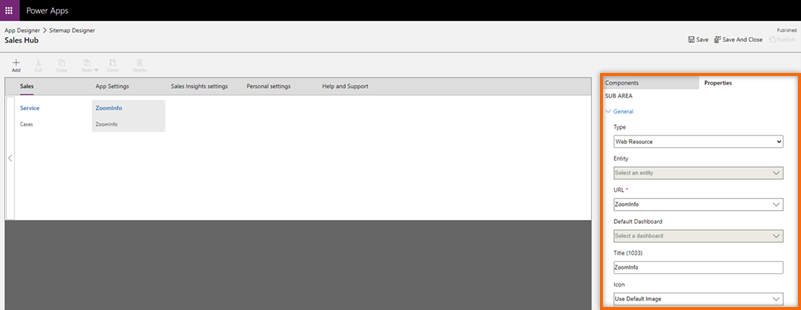 Power Apps
App Designer > Sitemap Designer
Sales Hub
Published
Save Save And Close Publish
Add Cut Copy Paste Clone Delete
Sales App Settings Sales Insights settings Personal settings Help and Support
Service ZoomInfo
Cases ZoomInfo
Components Properties
SUB AREA
General
Type
Web Resource
Entity
Select an entity
URL *
ZoomInfo
Default Dashboard
Select a dashboard
Title (1033)
ZoomInfo
Icon
Use Default Image